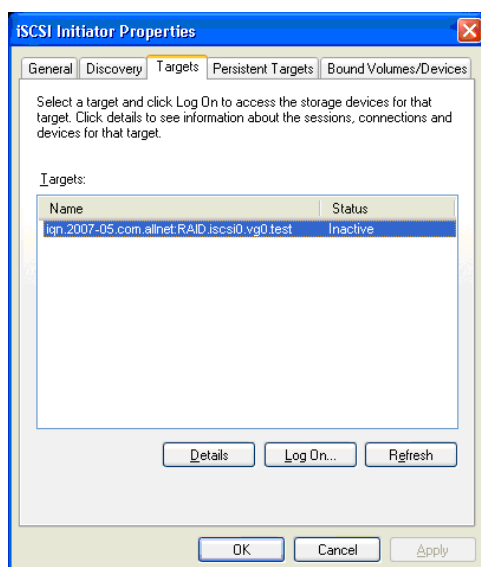 iSCSI Initiator Properties
General Discovery Targets Persistent Targets Bound Volumes/Devices
Select a target and click Log On to access the storage devices for that
target. Click details to see information about the sessions, connections and
devices for that target.
Targets:
Name Status
iqn.2007-05.com.allnet:RAID.iscsi0.vg0.test Inactive
Details Log On... Refresh
OK Cancel Apply